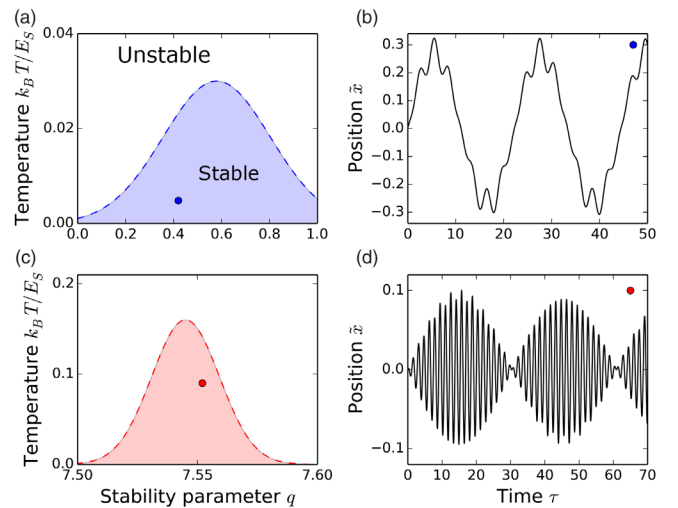 (a)
0.04
0.02
0.00
Temperature k_B T/E_S
Unstable
Stable
0.0 0.2 0.4 0.6 0.8 1.0
(b)
0.3
0.2
0.1
0.0
−0.1
−0.2
−0.3
Position x̃
0 10 20 30 40 50
(c)
0.2
0.1
0.0
Temperature k_B T/E_S
7.50 7.55 7.60
Stability parameter q
(d)
0.1
0.0
−0.1
Position x̃
0 10 20 30 40 50 60 70
Time τ